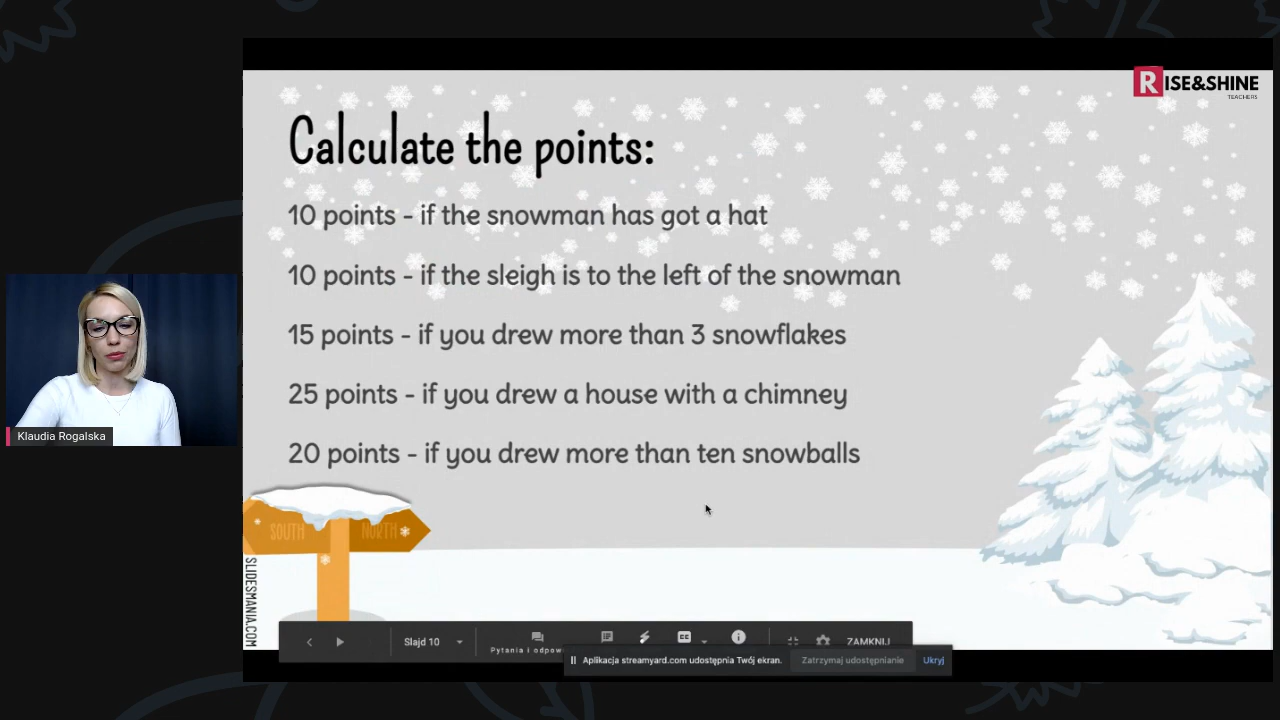 RISE&SHINE
TEACHERS
Calculate the points:
10 points - if the snowman has got a hat
10 points - if the sleigh is to the left of the snowman
15 points - if you drew more than 3 snowflakes
25 points - if you drew a house with a chimney
20 points - if you drew more than ten snowballs
Klaudia Rogalska
SOUTH NORTH
SLIDESMANIA.COM
Slajd 10
ZAMKNIJ
Pytania i odpow
Aplikacja streamyard.com udostępnia Twój ekran.
Zatrzymaj udostępnianie
Ukryj